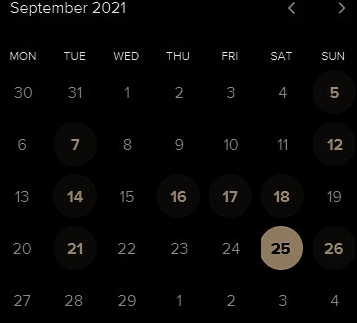 September 2021 < >
MON TUE WED THU FRI SAT SUN
30 31 1 2 3 4 5
6 7 8 9 10 11 12
13 14 15 16 17 18 19
20 21 22 23 24 25 26
27 28 29 1 2 3 4